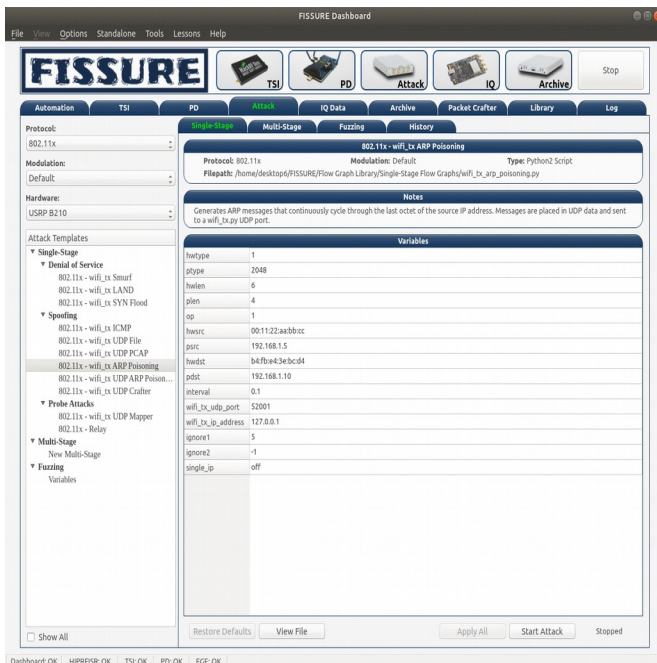 FISSURE Dashboard
File View Options Standalone Tools Lessons Help
FISSURE
TSI PD Attack IQ Archive Stop
Automation TSI PD Attack IQ Data Archive Packet Crafter Library Log
Protocol:
802.11x
Modulation:
Default
Hardware:
USRP B210
Attack Templates
Single-Stage
Denial of Service
802.11x - wifi_tx Smurf
802.11x - wifi_tx LAND
802.11x - wifi_tx SYN Flood
Spoofing
802.11x - wifi_tx ICMP
802.11x - wifi_tx UDP File
802.11x - wifi_tx UDP PCAP
802.11x - wifi_tx ARP Poisoning
802.11x - wifi_tx UDP ARP Poison...
802.11x - wifi_tx UDP Crafter
Probe Attacks
802.11x - wifi_tx UDP Mapper
802.11x - Relay
Multi-Stage
New Multi-Stage
Fuzzing
Variables
Show All
Single-Stage Multi-Stage Fuzzing History
802.11x - wifi_tx ARP Poisoning
Protocol: 802.11x Modulation: Default Type: Python2 Script
Filepath: /home/desktop6/FISSURE/Flow Graph Library/Single-Stage Flow Graphs/wifi_tx_arp_poisoning.py
Notes
Generates ARP messages that continuously cycle through the last octet of the source IP address. Messages are placed in UDP data and sent
to a wifi_tx.py UDP port.
Variables
hwtype 1
ptype 2048
hwlen 6
plen 4
op 1
hwsrc 00:11:22:aa:bb:cc
psrc 192.168.1.5
hwdst b4:fb:e4:3e:bc:d4
pdst 192.168.1.10
interval 0.1
wifi_tx_udp_port 52001
wifi_tx_ip_address 127.0.0.1
ignore1 5
ignore2 -1
single_ip off
Restore Defaults View File Apply All Start Attack Stopped
Dashboard: OK HIPRFISR: OK TSI: OK PD: OK FGE: OK